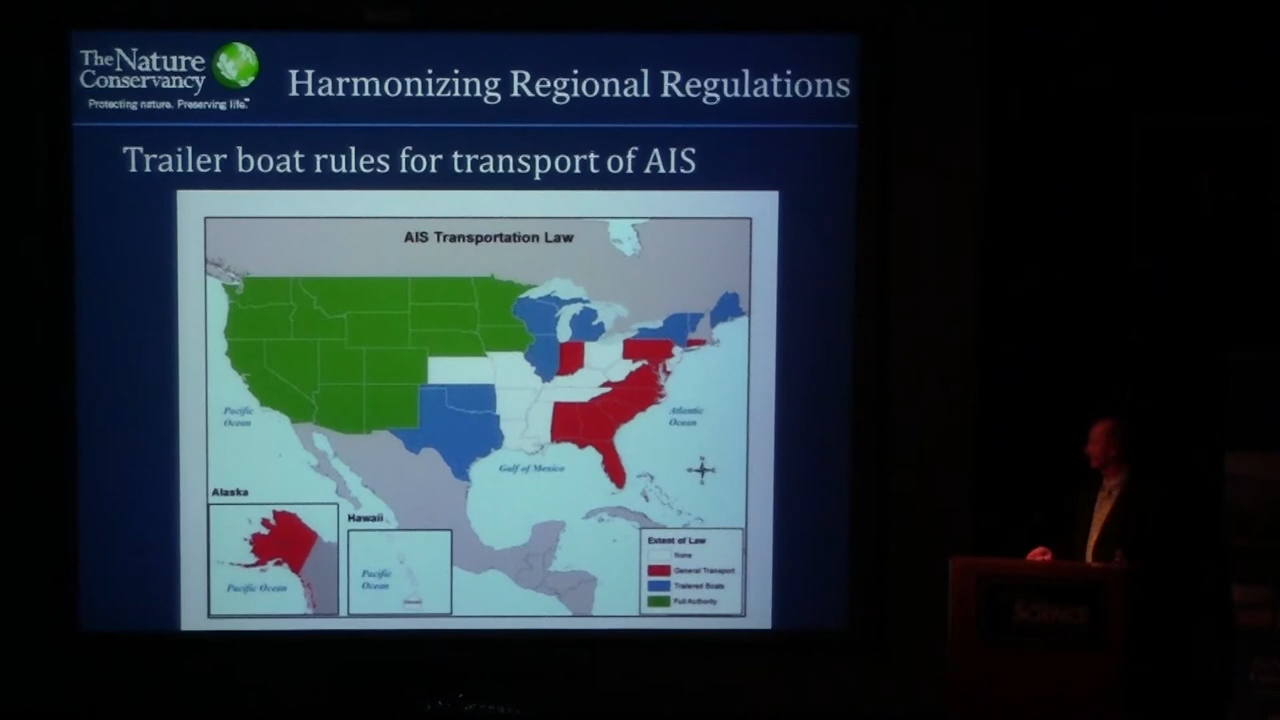 The Nature
Conservancy
Protecting nature. Preserving life.™
Harmonizing Regional Regulations
Trailer boat rules for transport of AIS
AIS Transportation Law
Pacific
Ocean
Atlantic
Ocean
Gulf of Mexico
N
Alaska
Pacific Ocean
Hawaii
Pacific
Ocean
Extent of Law
None
General Transport
Trailered Boats
Full Authority
SCIENCE